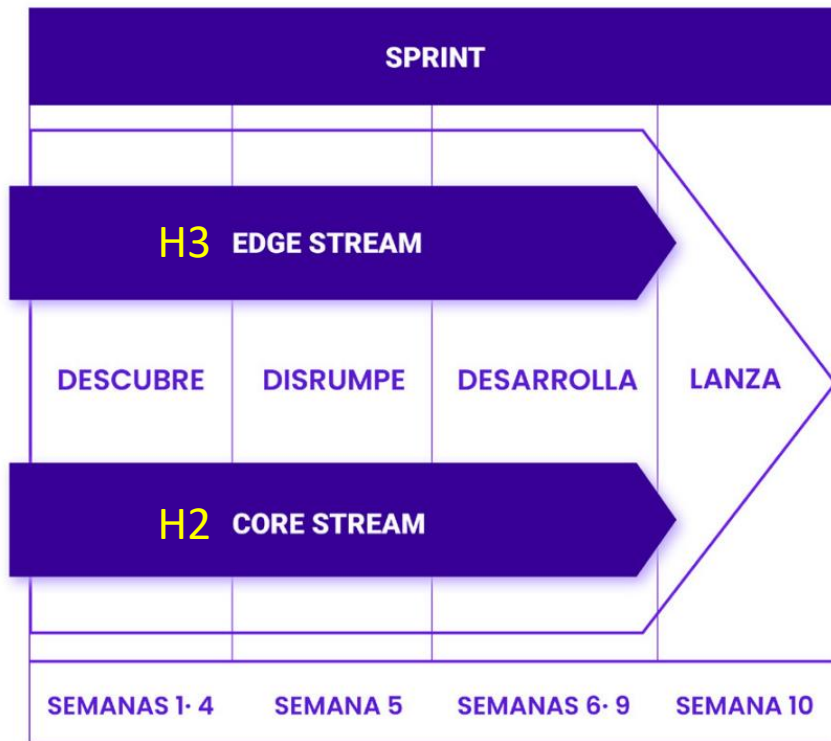 SPRINT
H3 EDGE STREAM
DESCUBRE DISRUMPE DESARROLLA LANZA
H2 CORE STREAM
SEMANAS 1· 4 SEMANA 5 SEMANAS 6· 9 SEMANA 10